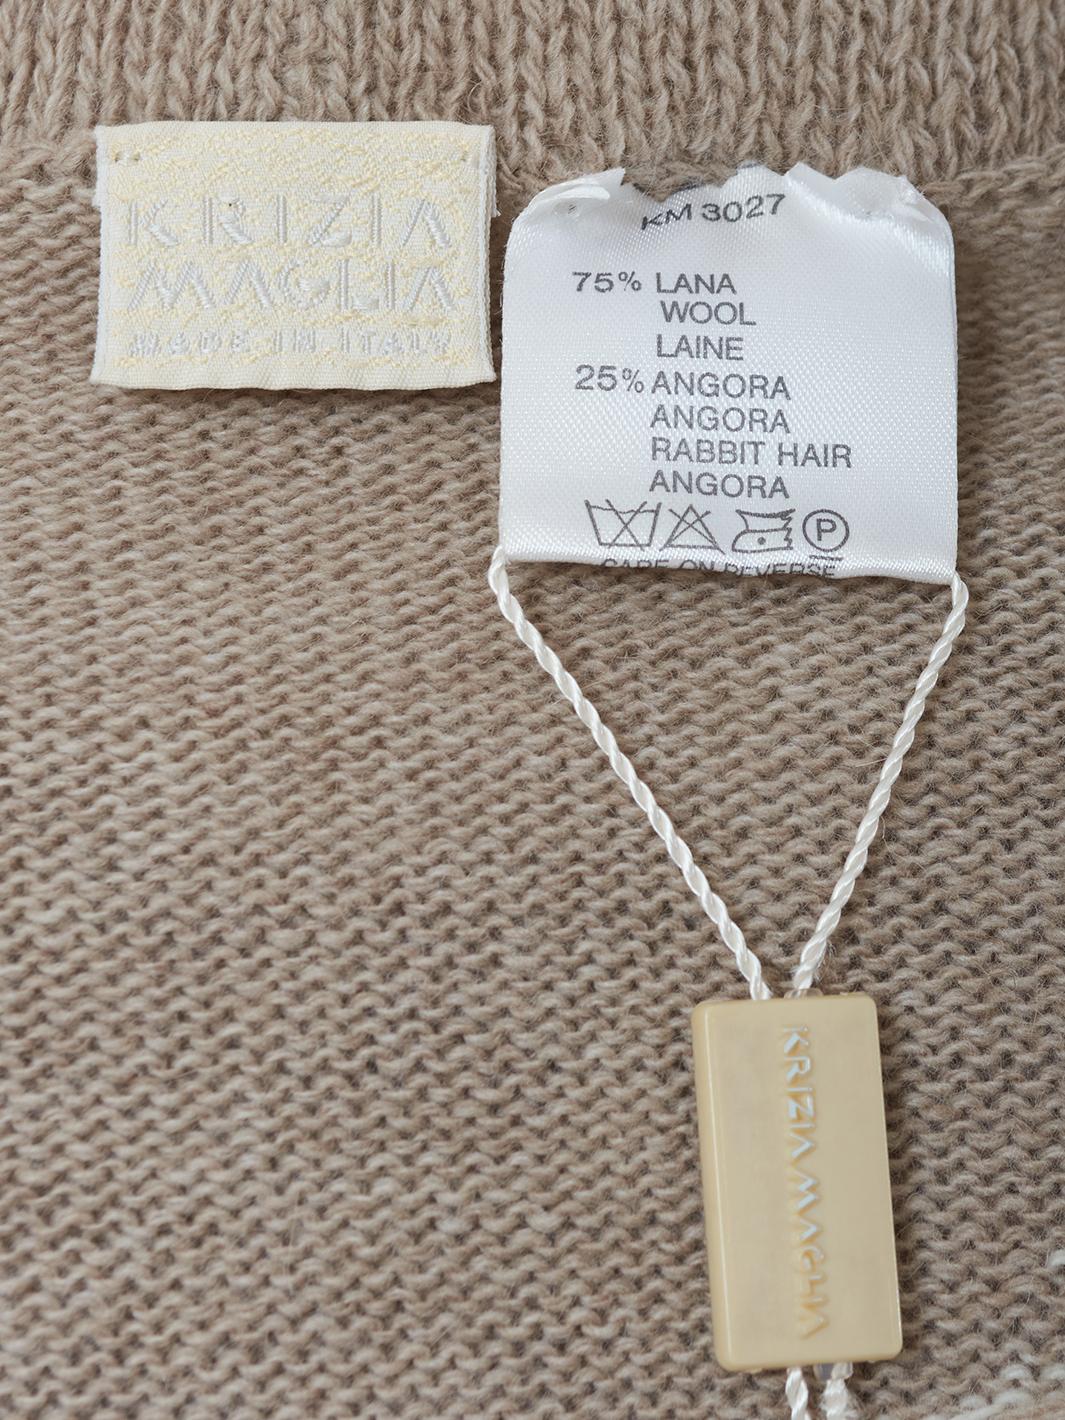 KRIZIA
MAGLIA
MADE IN ITALY
KM 3027
75% LANA
WOOL
LAINE
25% ANGORA
ANGORA
RABBIT HAIR
ANGORA
P
CARE ON REVERSE
KRIZIA MAGLIA